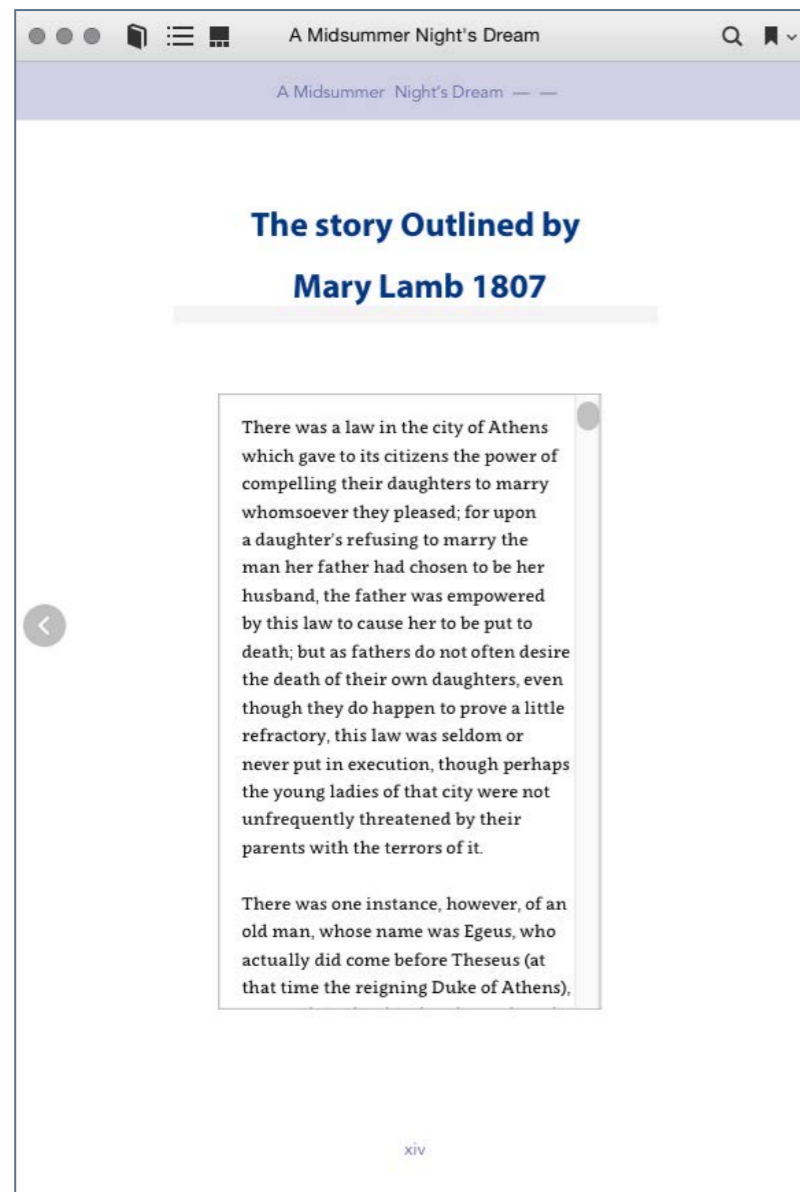 A Midsummer Night's Dream
A Midsummer Night's Dream — —
The story Outlined by
Mary Lamb 1807
There was a law in the city of Athens
which gave to its citizens the power of
compelling their daughters to marry
whomsoever they pleased; for upon
a daughter's refusing to marry the
man her father had chosen to be her
husband, the father was empowered
by this law to cause her to be put to
death; but as fathers do not often desire
the death of their own daughters, even
though they do happen to prove a little
refractory, this law was seldom or
never put in execution, though perhaps
the young ladies of that city were not
unfrequently threatened by their
parents with the terrors of it.
There was one instance, however, of an
old man, whose name was Egeus, who
actually did come before Theseus (at
that time the reigning Duke of Athens),
xiv